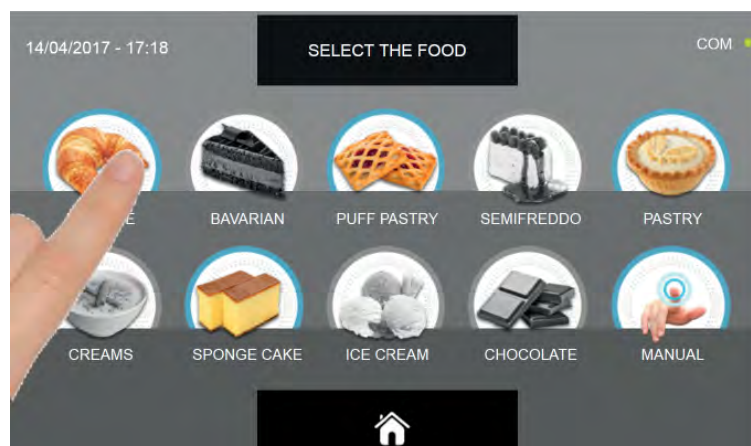 14/04/2017 - 17:18
SELECT THE FOOD
COM
BAVARIAN
PUFF PASTRY
SEMIFREDDO
PASTRY
CREAMS
SPONGE CAKE
ICE CREAM
CHOCOLATE
MANUAL